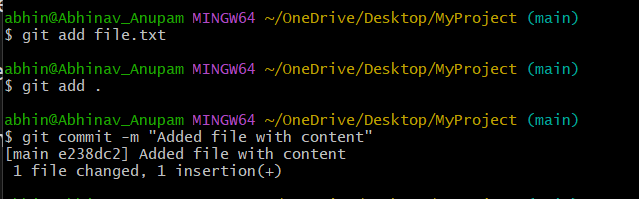 abhin@Abhinav_Anupam MINGW64 ~/OneDrive/Desktop/MyProject (main)
$ git add file.txt
abhin@Abhinav_Anupam MINGW64 ~/OneDrive/Desktop/MyProject (main)
$ git add .
abhin@Abhinav_Anupam MINGW64 ~/OneDrive/Desktop/MyProject (main)
$ git commit -m "Added file with content"
[main e238dc2] Added file with content
 1 file changed, 1 insertion(+)